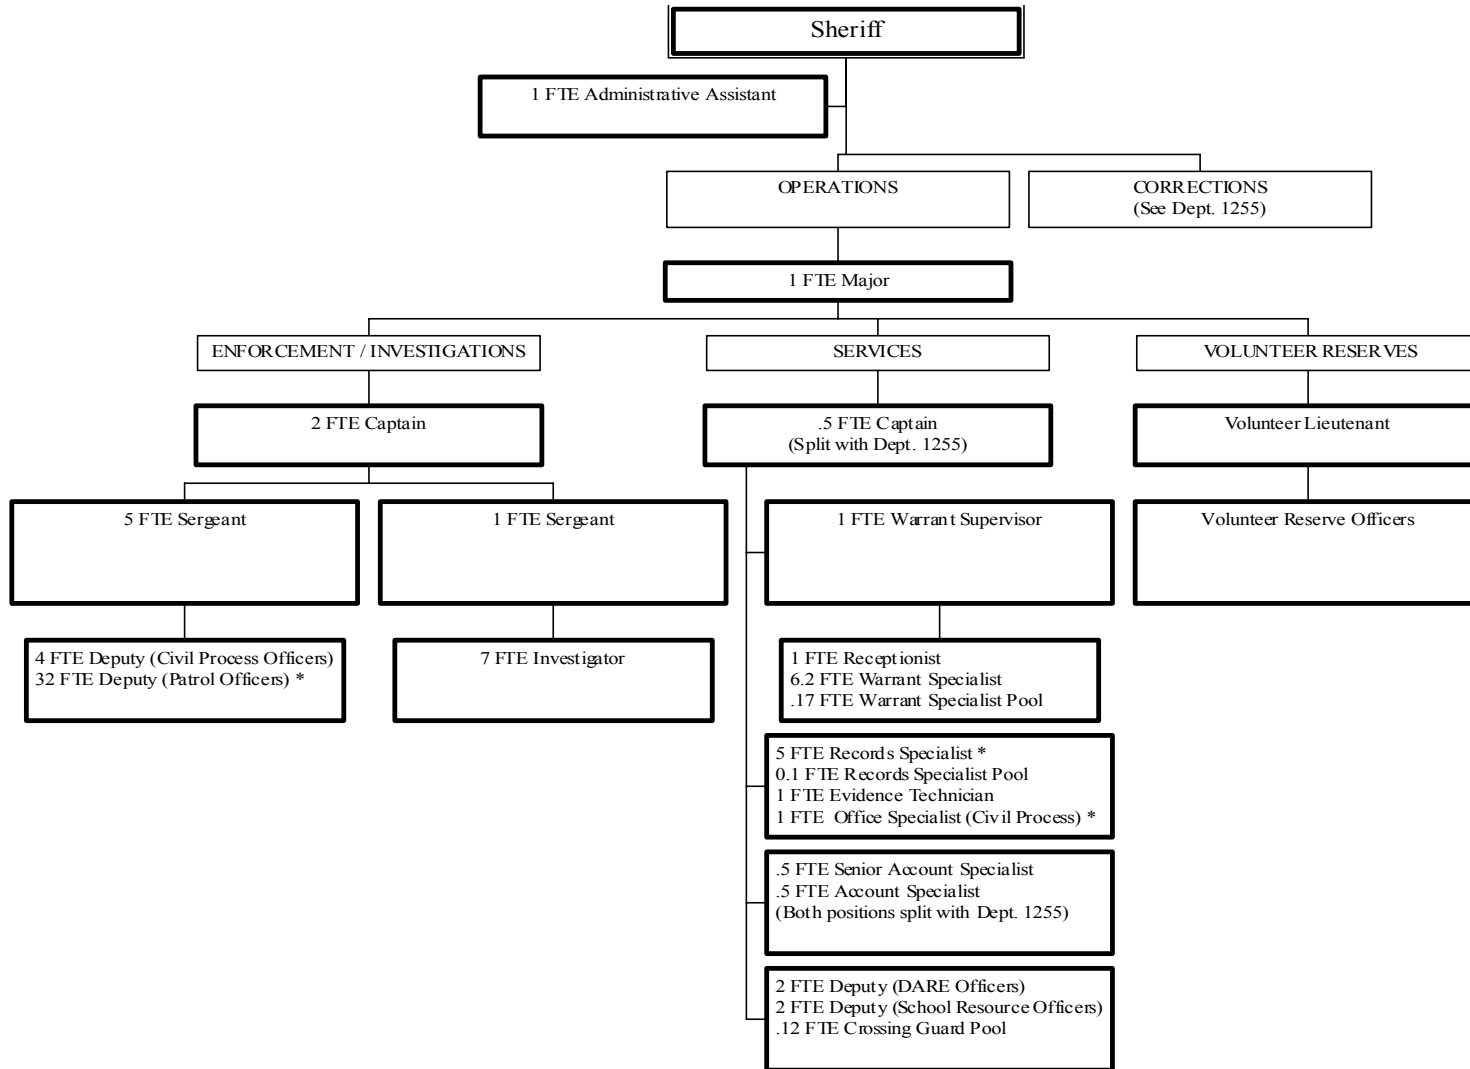 Sheriff
1 FTE Administrative Assistant
OPERATIONS
CORRECTIONS
(See Dept. 1255)
1 FTE Major
ENFORCEMENT / INVESTIGATIONS
SERVICES
VOLUNTEER RESERVES
2 FTE Captain
.5 FTE Captain
(Split with Dept. 1255)
Volunteer Lieutenant
5 FTE Sergeant
1 FTE Sergeant
1 FTE Warrant Supervisor
Volunteer Reserve Officers
4 FTE Deputy (Civil Process Officers)
32 FTE Deputy (Patrol Officers) *
7 FTE Investigator
1 FTE Receptionist
6.2 FTE Warrant Specialist
.17 FTE Warrant Specialist Pool
5 FTE Records Specialist *
0.1 FTE Records Specialist Pool
1 FTE Evidence Technician
1 FTE Office Specialist (Civil Process) *
.5 FTE Senior Account Specialist
.5 FTE Account Specialist
(Both positions split with Dept. 1255)
2 FTE Deputy (DARE Officers)
2 FTE Deputy (School Resource Officers)
.12 FTE Crossing Guard Pool